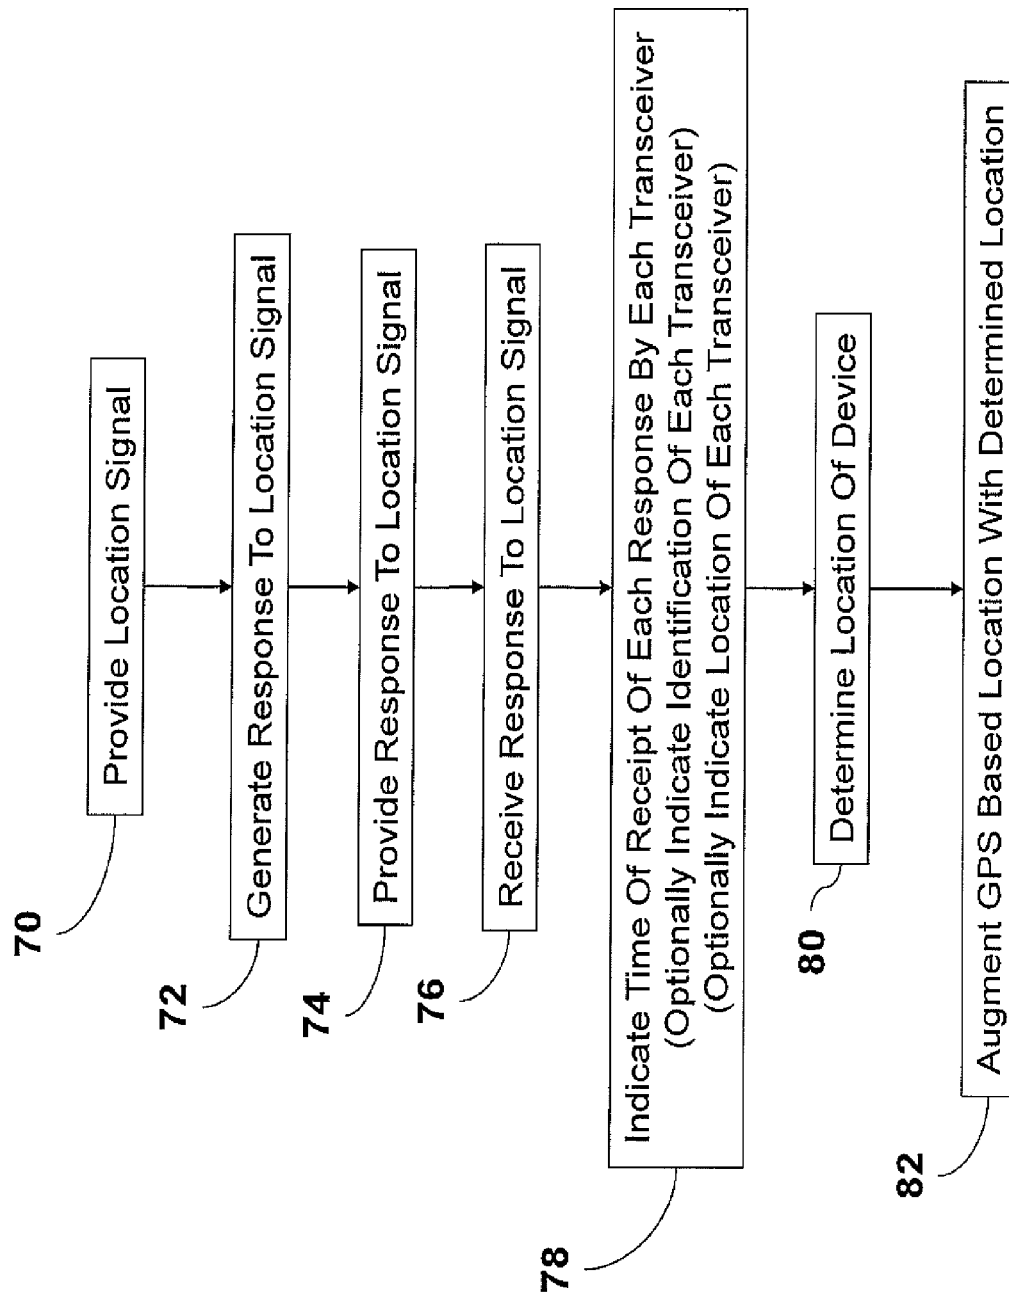 70
Provide Location Signal
72
Generate Response To Location Signal
74
Provide Response To Location Signal
76
Receive Response To Location Signal
78
Indicate Time Of Receipt Of Each Response By Each Transceiver
(Optionally Indicate Identification Of Each Transceiver)
(Optionally Indicate Location Of Each Transceiver)
80
Determine Location Of Device
82
Augment GPS Based Location With Determined Location